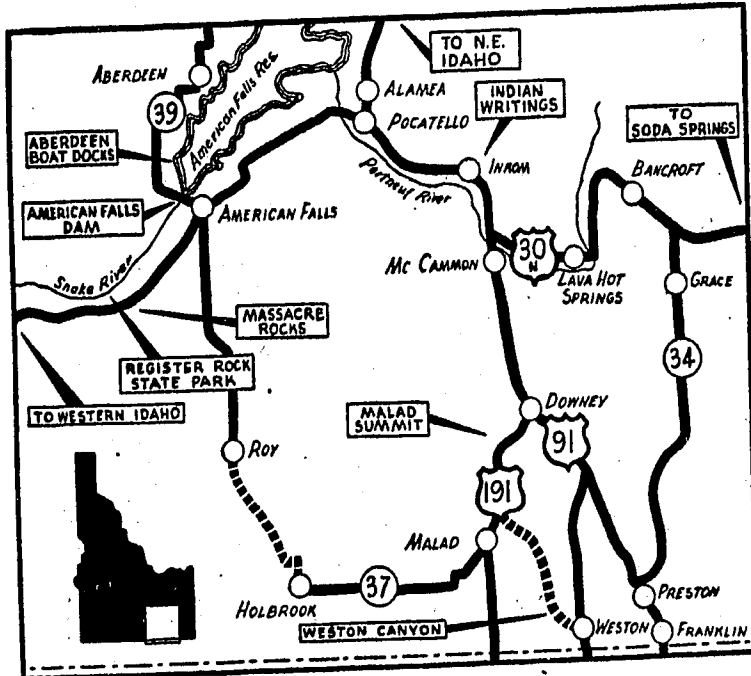 TO N.E.
IDAHO
ABERDEEN
39
American Falls Res.
ALAMEA
INDIAN
WRITINGS
TO
SODA SPRINGS
ABERDEEN
BOAT DOCKS
POCATELLO
Portneuf River
INKOM
BANCROFT
AMERICAN FALLS
DAM
AMERICAN FALLS
30
N
MC CAMMON
LAVA HOT
SPRINGS
GRACE
Snake River
MASSACRE
ROCKS
REGISTER ROCK
STATE PARK
34
TO WESTERN IDAHO
MALAD
SUMMIT
DOWNEY
91
ROY
191
MALAD
37
HOLBROOK
PRESTON
WESTON CANYON
WESTON
FRANKLIN